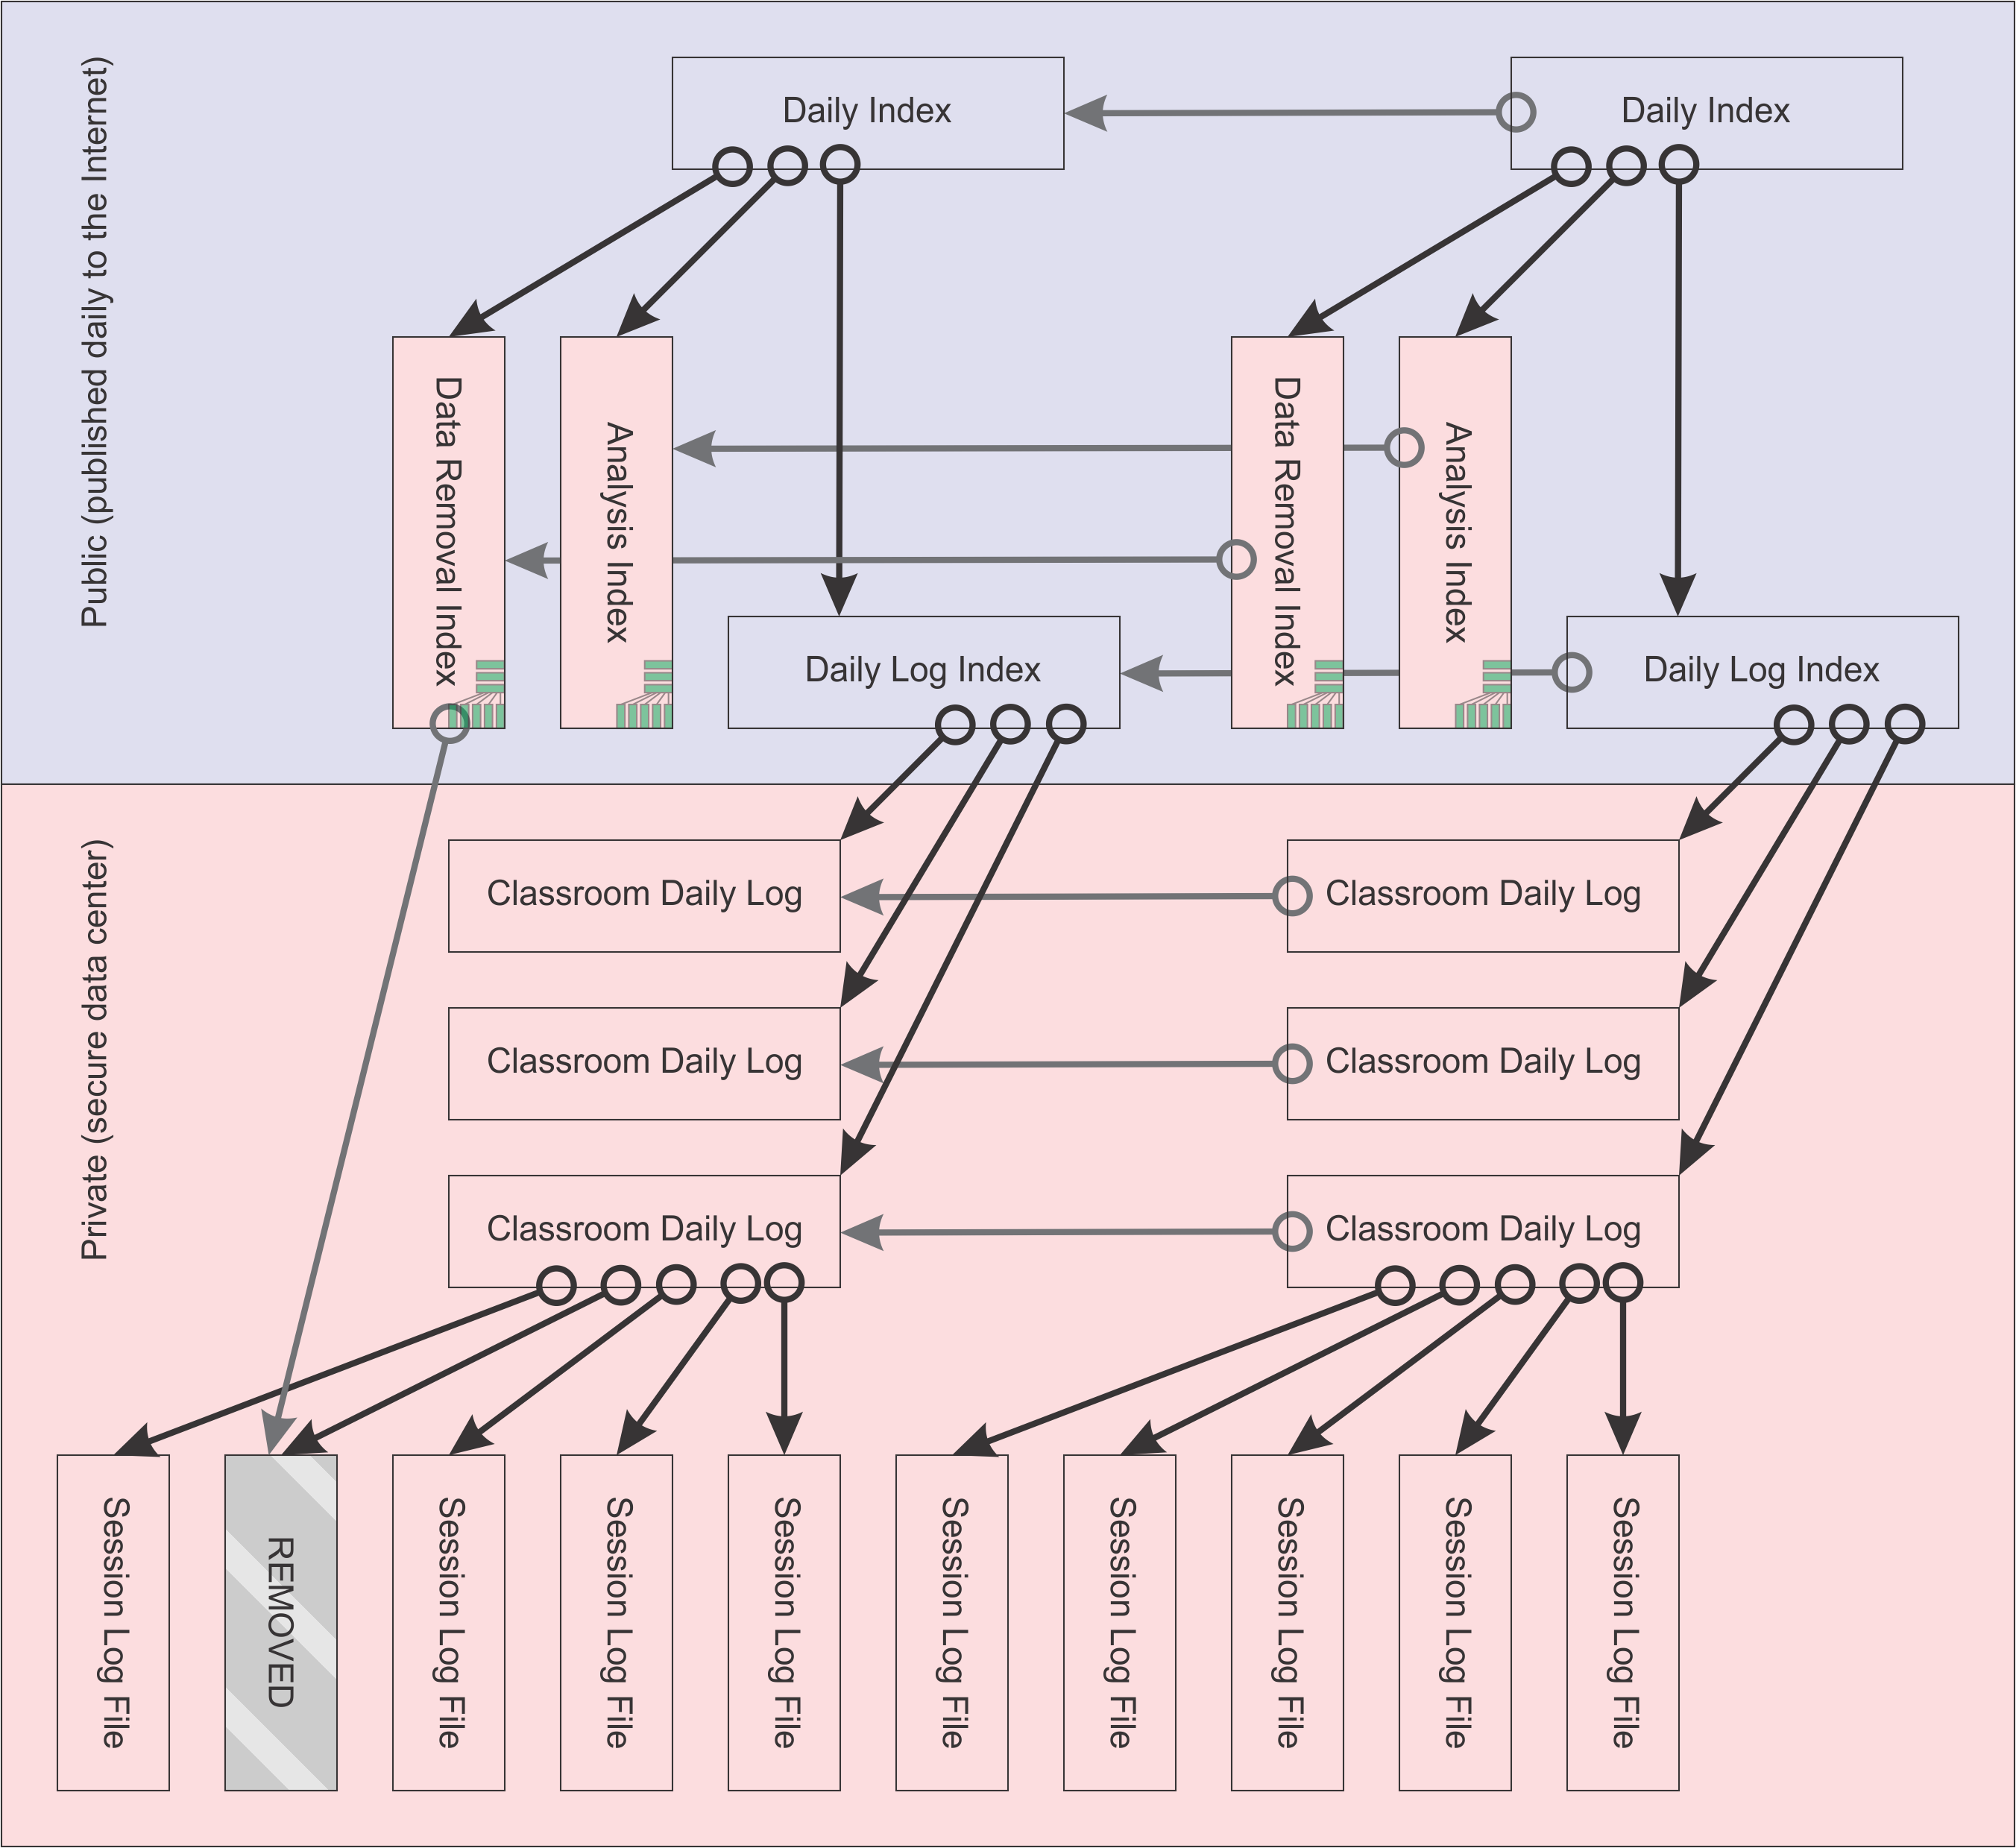 Public (published daily to the Internet)
Daily Index
Daily Index
Data Removal Index
Analysis Index
Data Removal Index
Analysis Index
Daily Log Index
Daily Log Index
Private (secure data center)
Classroom Daily Log
Classroom Daily Log
Classroom Daily Log
Classroom Daily Log
Classroom Daily Log
Classroom Daily Log
Session Log File
REMOVED
Session Log File
Session Log File
Session Log File
Session Log File
Session Log File
Session Log File
Session Log File
Session Log File